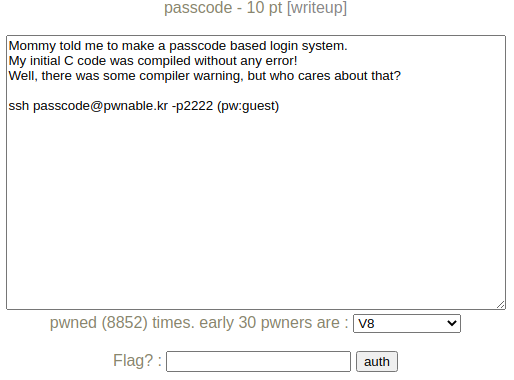 passcode - 10 pt [writeup]
Mommy told me to make a passcode based login system.
My initial C code was compiled without any error!
Well, there was some compiler warning, but who cares about that?
ssh passcode@pwnable.kr -p2222 (pw:guest)
pwned (8852) times. early 30 pwners are : V8
Flag? : auth